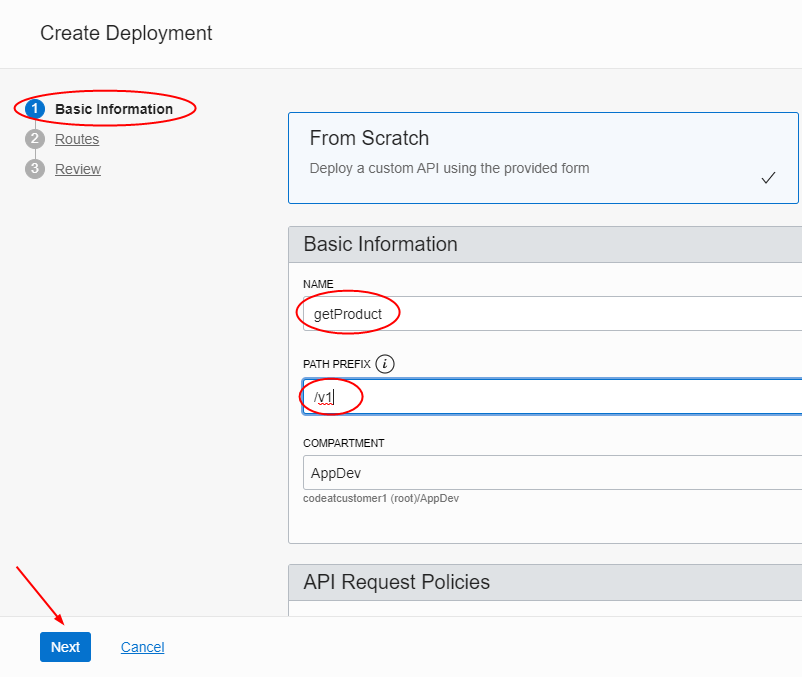 Create Deployment
1 Basic Information
2 Routes
3 Review
From Scratch
Deploy a custom API using the provided form
Basic Information
NAME
getProduct
PATH PREFIX i
/v1
COMPARTMENT
AppDev
codeatcustomer1 (root)/AppDev
API Request Policies
Next Cancel